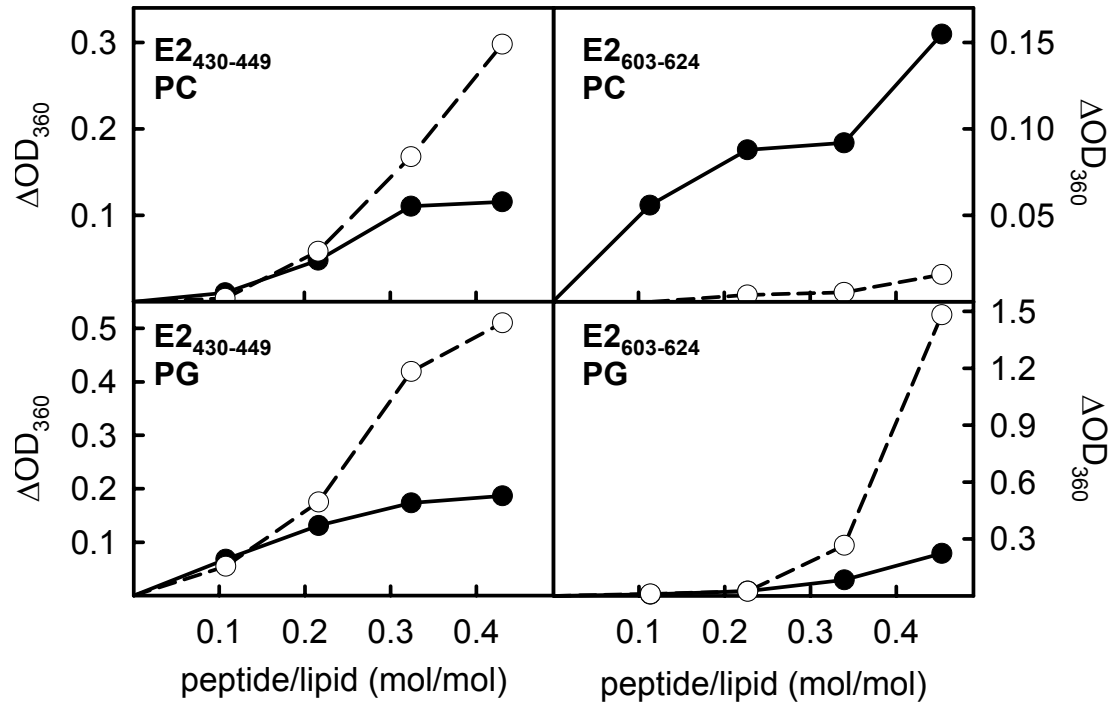 E2430-449
PC
0.3
0.2
0.1
ΔOD360
E2603-624
PC
0.15
0.10
0.05
ΔOD360
E2430-449
PG
0.5
0.4
0.3
0.2
0.1
ΔOD360
E2603-624
PG
1.5
1.2
0.9
0.6
0.3
ΔOD360
0.1 0.2 0.3 0.4
0.1 0.2 0.3 0.4
peptide/lipid (mol/mol)
peptide/lipid (mol/mol)